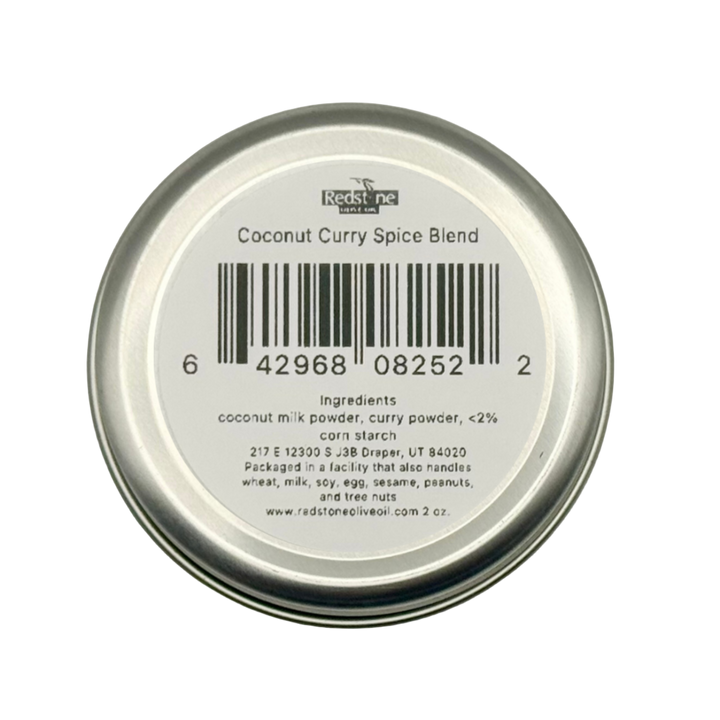 Redstone
Coconut Curry Spice Blend
6 42968 08252 2
Ingredients
coconut milk powder, curry powder, <2%
corn starch
217 E 12300 S J3B Draper, UT 84020
Packaged in a facility that also handles
wheat, milk, soy, egg, sesame, peanuts,
and tree nuts
www.redstoneoliveoil.com 2 oz.